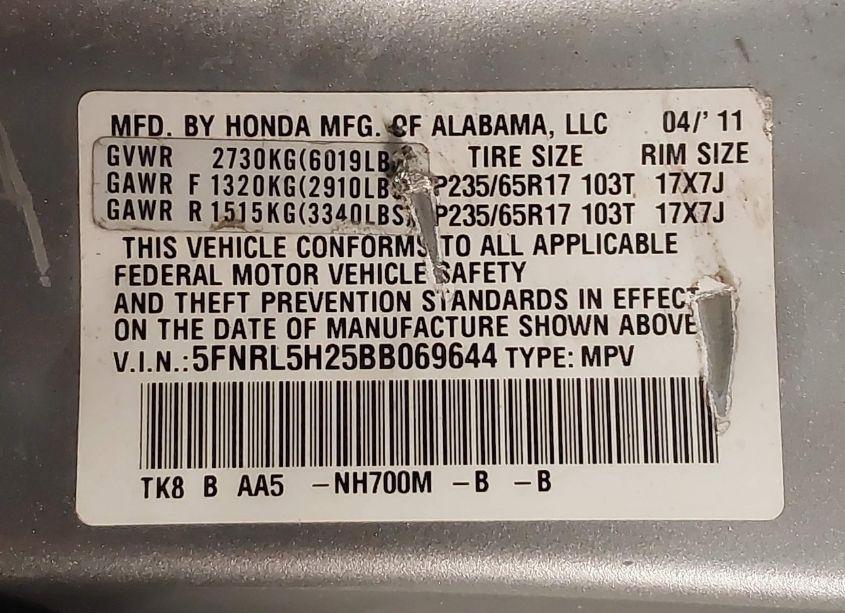 MFD. BY HONDA MFG. OF ALABAMA, LLC 04/'11
GVWR 2730KG(6019LB TIRE SIZE RIM SIZE
GAWR F 1320KG(2910LB P235/65R17 103T 17X7J
GAWR R 1515KG(3340LBS) P235/65R17 103T 17X7J
THIS VEHICLE CONFORMS TO ALL APPLICABLE
FEDERAL MOTOR VEHICLE SAFETY
AND THEFT PREVENTION STANDARDS IN EFFECT
ON THE DATE OF MANUFACTURE SHOWN ABOVE
V.I.N.:5FNRL5H25BB069644 TYPE: MPV
TK8 B AA5 -NH700M -B -B